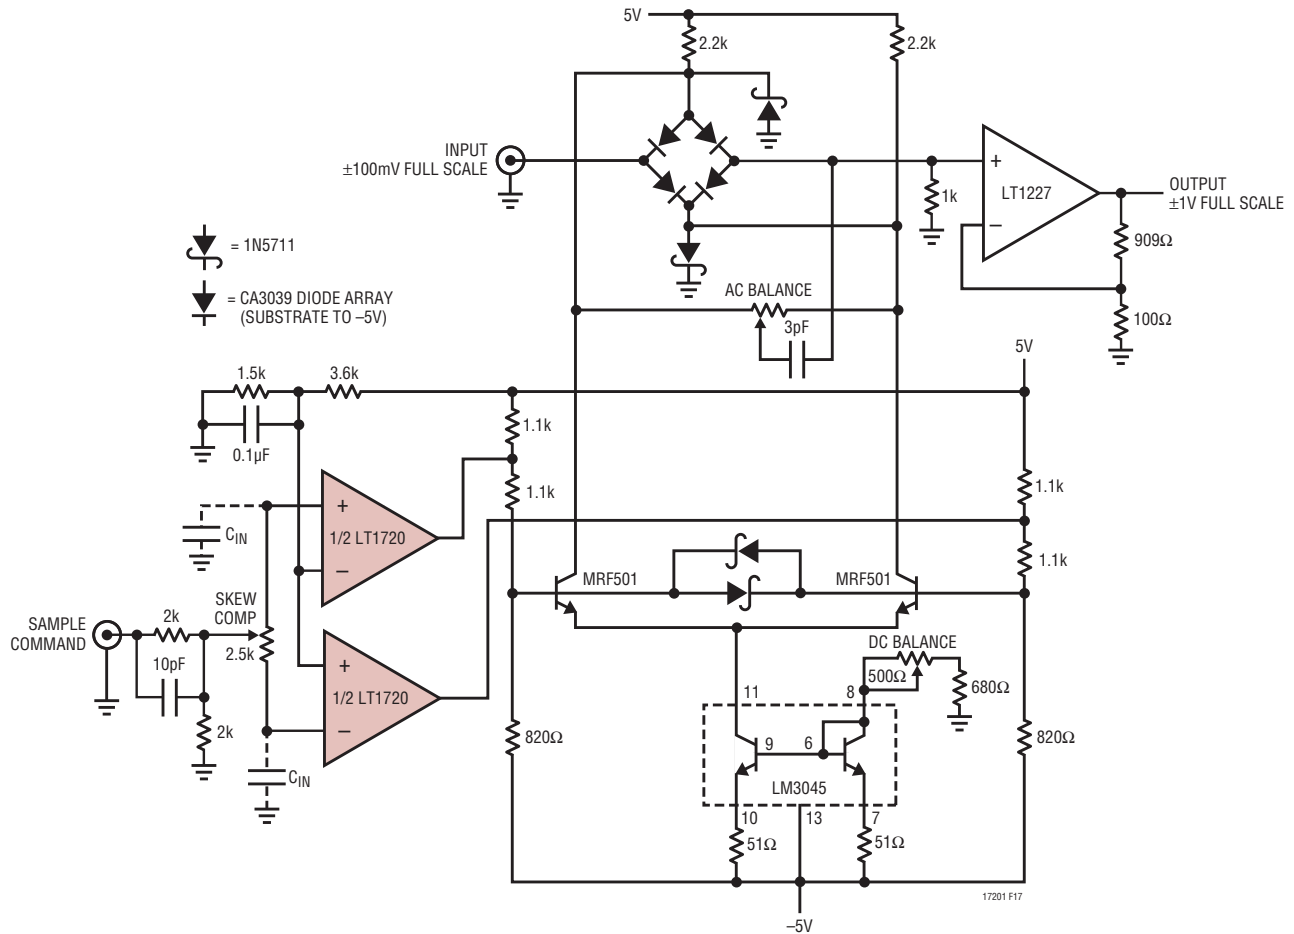 5V
2.2k
2.2k
INPUT
±100mV FULL SCALE
+
LT1227
–
1k
OUTPUT
±1V FULL SCALE
909Ω
100Ω
= 1N5711
= CA3039 DIODE ARRAY
(SUBSTRATE TO –5V)
AC BALANCE
3pF
5V
1.5k
3.6k
0.1µF
1.1k
1.1k
1.1k
1.1k
CIN
+
1/2 LT1720
–
SKEW
COMP
2.5k
SAMPLE
COMMAND
2k
10pF
2k
+
1/2 LT1720
–
CIN
MRF501
MRF501
DC BALANCE
500Ω
680Ω
11
8
9
6
LM3045
10
13
7
51Ω
51Ω
820Ω
820Ω
–5V
17201 F17